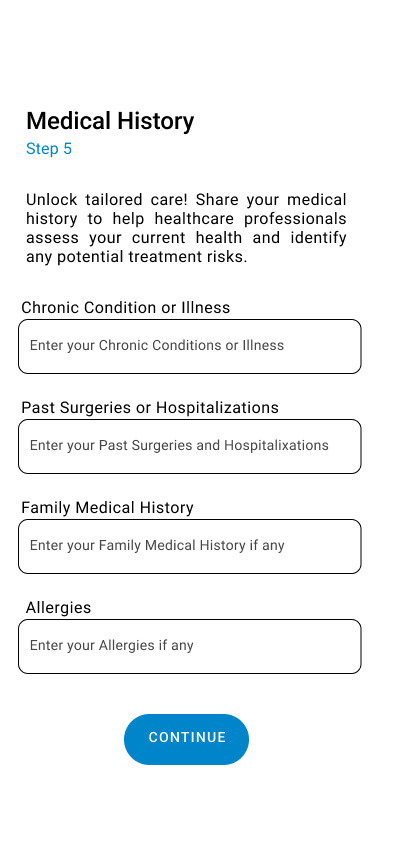 Medical History
Step 5
Unlock tailored care! Share your medical
history to help healthcare professionals
assess your current health and identify
any potential treatment risks.
Chronic Condition or Illness
Enter your Chronic Conditions or Illness
Past Surgeries or Hospitalizations
Enter your Past Surgeries and Hospitalixations
Family Medical History
Enter your Family Medical History if any
Allergies
Enter your Allergies if any
CONTINUE